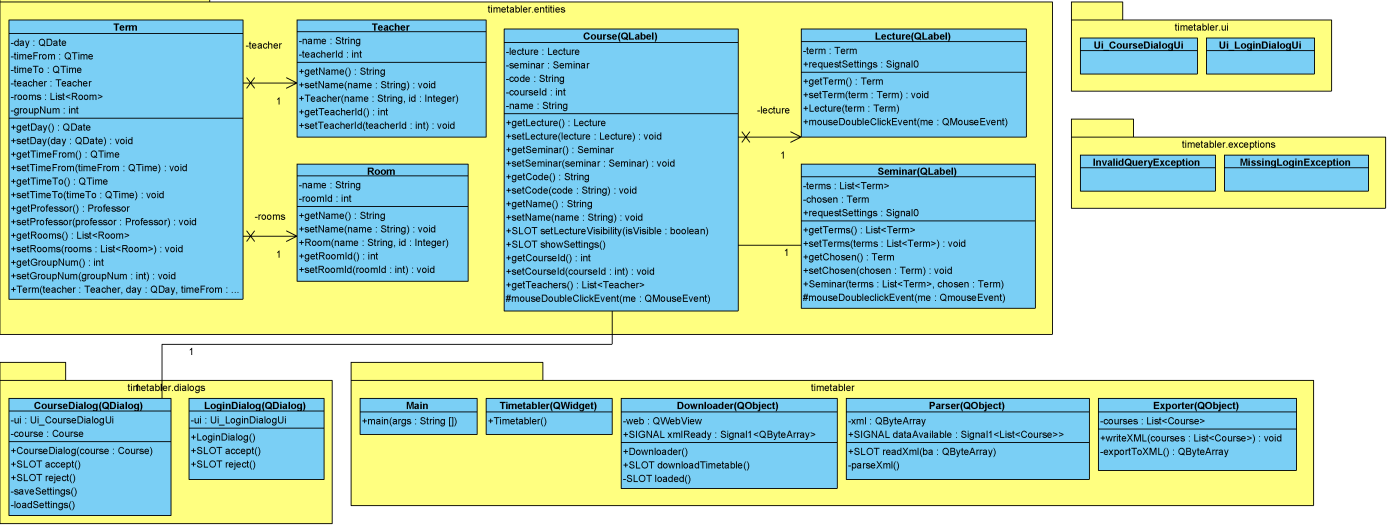 timetabler.entities
Term
-day : QDate
-timeFrom : QTime
-timeTo : QTime
-teacher : Teacher
-rooms : List<Room>
-groupNum : int
+getDay() : QDate
+setDay(day : QDate) : void
+getTimeFrom() : QTime
+setTimeFrom(timeFrom : QTime) : void
+getTimeTo() : QTime
+setTimeTo(timeTo : QTime) : void
+getProfessor() : Professor
+setProfessor(professor : Professor) : void
+getRooms() : List<Room>
+setRooms(rooms : List<Room>) : void
+getGroupNum() : int
+setGroupNum(groupNum : int) : void
+Term(teacher : Teacher, day : QDay, timeFrom : ...
-teacher
1
-rooms
1
Teacher
-name : String
-teacherId : int
+getName() : String
+setName(name : String) : void
+Teacher(name : String, id : Integer)
+getTeacherId() : int
+setTeacherId(teacherId : int) : void
Room
-name : String
-roomId : int
+getName() : String
+setName(name : String) : void
+Room(name : String, id : Integer)
+getRoomId() : int
+setRoomId(roomId : int) : void
Course(QLabel)
-lecture : Lecture
-seminar : Seminar
-code : String
-courseId : int
-name : String
+getLecture() : Lecture
+setLecture(lecture : Lecture) : void
+getSeminar() : Seminar
+setSeminar(seminar : Seminar) : void
+getCode() : String
+setCode(code : String) : void
+getName() : String
+setName(name : String) : void
+SLOT setLectureVisibility(isVisible : boolean)
+SLOT showSettings()
+getCourseId() : int
+setCourseId(courseId : int) : void
+getTeachers() : List<Teacher>
#mouseDoubleClickEvent(me : QMouseEvent)
-lecture
1
1
Lecture(QLabel)
-term : Term
+requestSettings : Signal0
+getTerm() : Term
+setTerm(term : Term) : void
+Lecture(term : Term)
+mouseDoubleClickEvent(me : QMouseEvent)
Seminar(QLabel)
-terms : List<Term>
-chosen : Term
+requestSettings : Signal0
+getTerms() : List<Term>
+setTerms(terms : List<Term>) : void
+getChosen() : Term
+setChosen(chosen : Term) : void
+Seminar(terms : List<Term>, chosen : Term)
#mouseDoubleclickEvent(me : QmouseEvent)
timetabler.ui
Ui_CourseDialogUi
Ui_LoginDialogUi
timetabler.exceptions
InvalidQueryException
MissingLoginException
1
timetabler.dialogs
1
CourseDialog(QDialog)
-ui : Ui_CourseDialogUi
-course : Course
+CourseDialog(course : Course)
+SLOT accept()
+SLOT reject()
-saveSettings()
-loadSettings()
LoginDialog(QDialog)
-ui : Ui_LoginDialogUi
+LoginDialog()
+SLOT accept()
+SLOT reject()
timetabler
Main
+main(args : String [])
Timetabler(QWidget)
+Timetabler()
Downloader(QObject)
-web : QWebView
+SIGNAL xmlReady : Signal1<QByteArray>
+Downloader()
+SLOT downloadTimetable()
-SLOT loaded()
Parser(QObject)
-xml : QByteArray
+SIGNAL dataAvailable : Signal1<List<Course>>
+SLOT readXml(ba : QByteArray)
-parseXml()
Exporter(QObject)
-courses : List<Course>
+writeXML(courses : List<Course>) : void
-exportToXML() : QByteArray